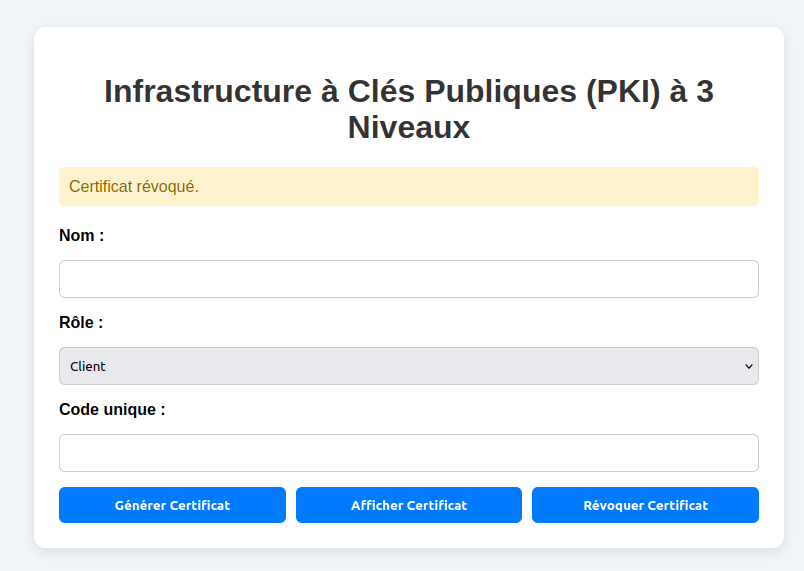 Infrastructure à Clés Publiques (PKI) à 3
Niveaux
Certificat révoqué.
Nom :
Rôle :
Client
Code unique :
Générer Certificat
Afficher Certificat
Révoquer Certificat